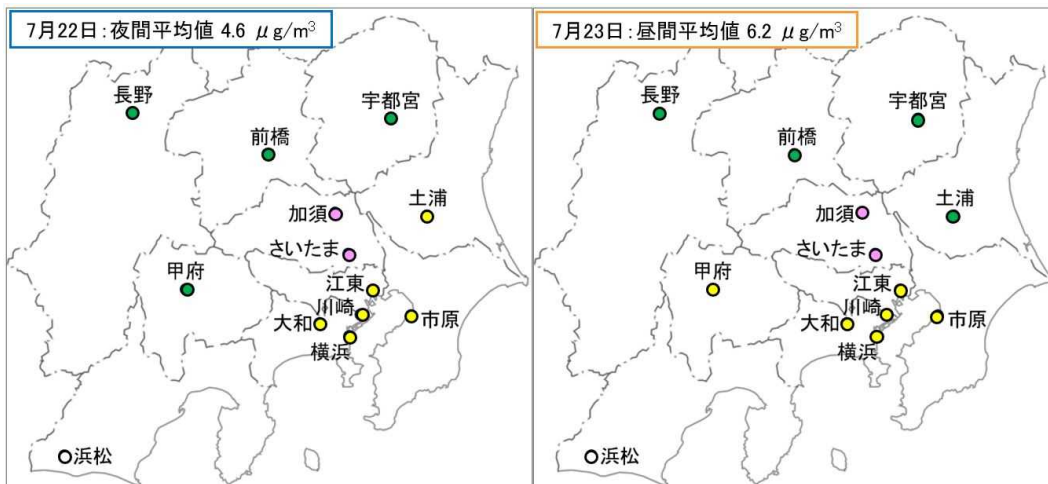 7月22日：夜間平均値 4.6 μg/m³
長野
宇都宮
前橋
土浦
加須
さいたま
甲府
江東
川崎
大和
市原
横浜
浜松
7月23日：昼間平均値 6.2 μg/m³
長野
宇都宮
前橋
土浦
加須
さいたま
甲府
江東
川崎
大和
市原
横浜
浜松